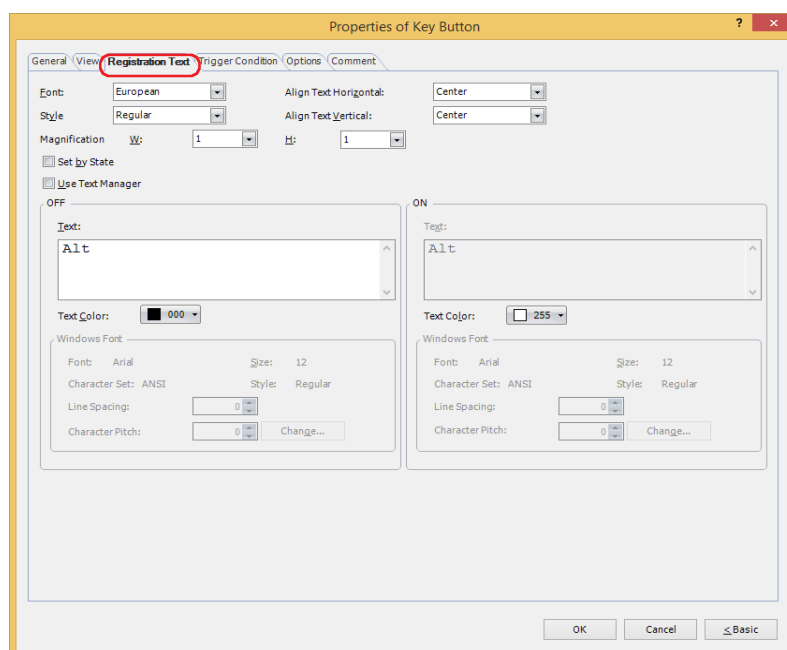 Properties of Key Button
? ×
General View Registration Text Trigger Condition Options Comment
Font: European Align Text Horizontal: Center
Style Regular Align Text Vertical: Center
Magnification W: 1 H: 1
Set by State
Use Text Manager
OFF ON
Text: Text:
Alt Alt
Text Color: 000 Text Color: 255
Windows Font Windows Font
Font: Arial Size: 12 Font: Arial Size: 12
Character Set: ANSI Style: Regular Character Set: ANSI Style: Regular
Line Spacing: 0 Line Spacing: 0
Character Pitch: 0 Change... Character Pitch: 0 Change...
OK Cancel < Basic